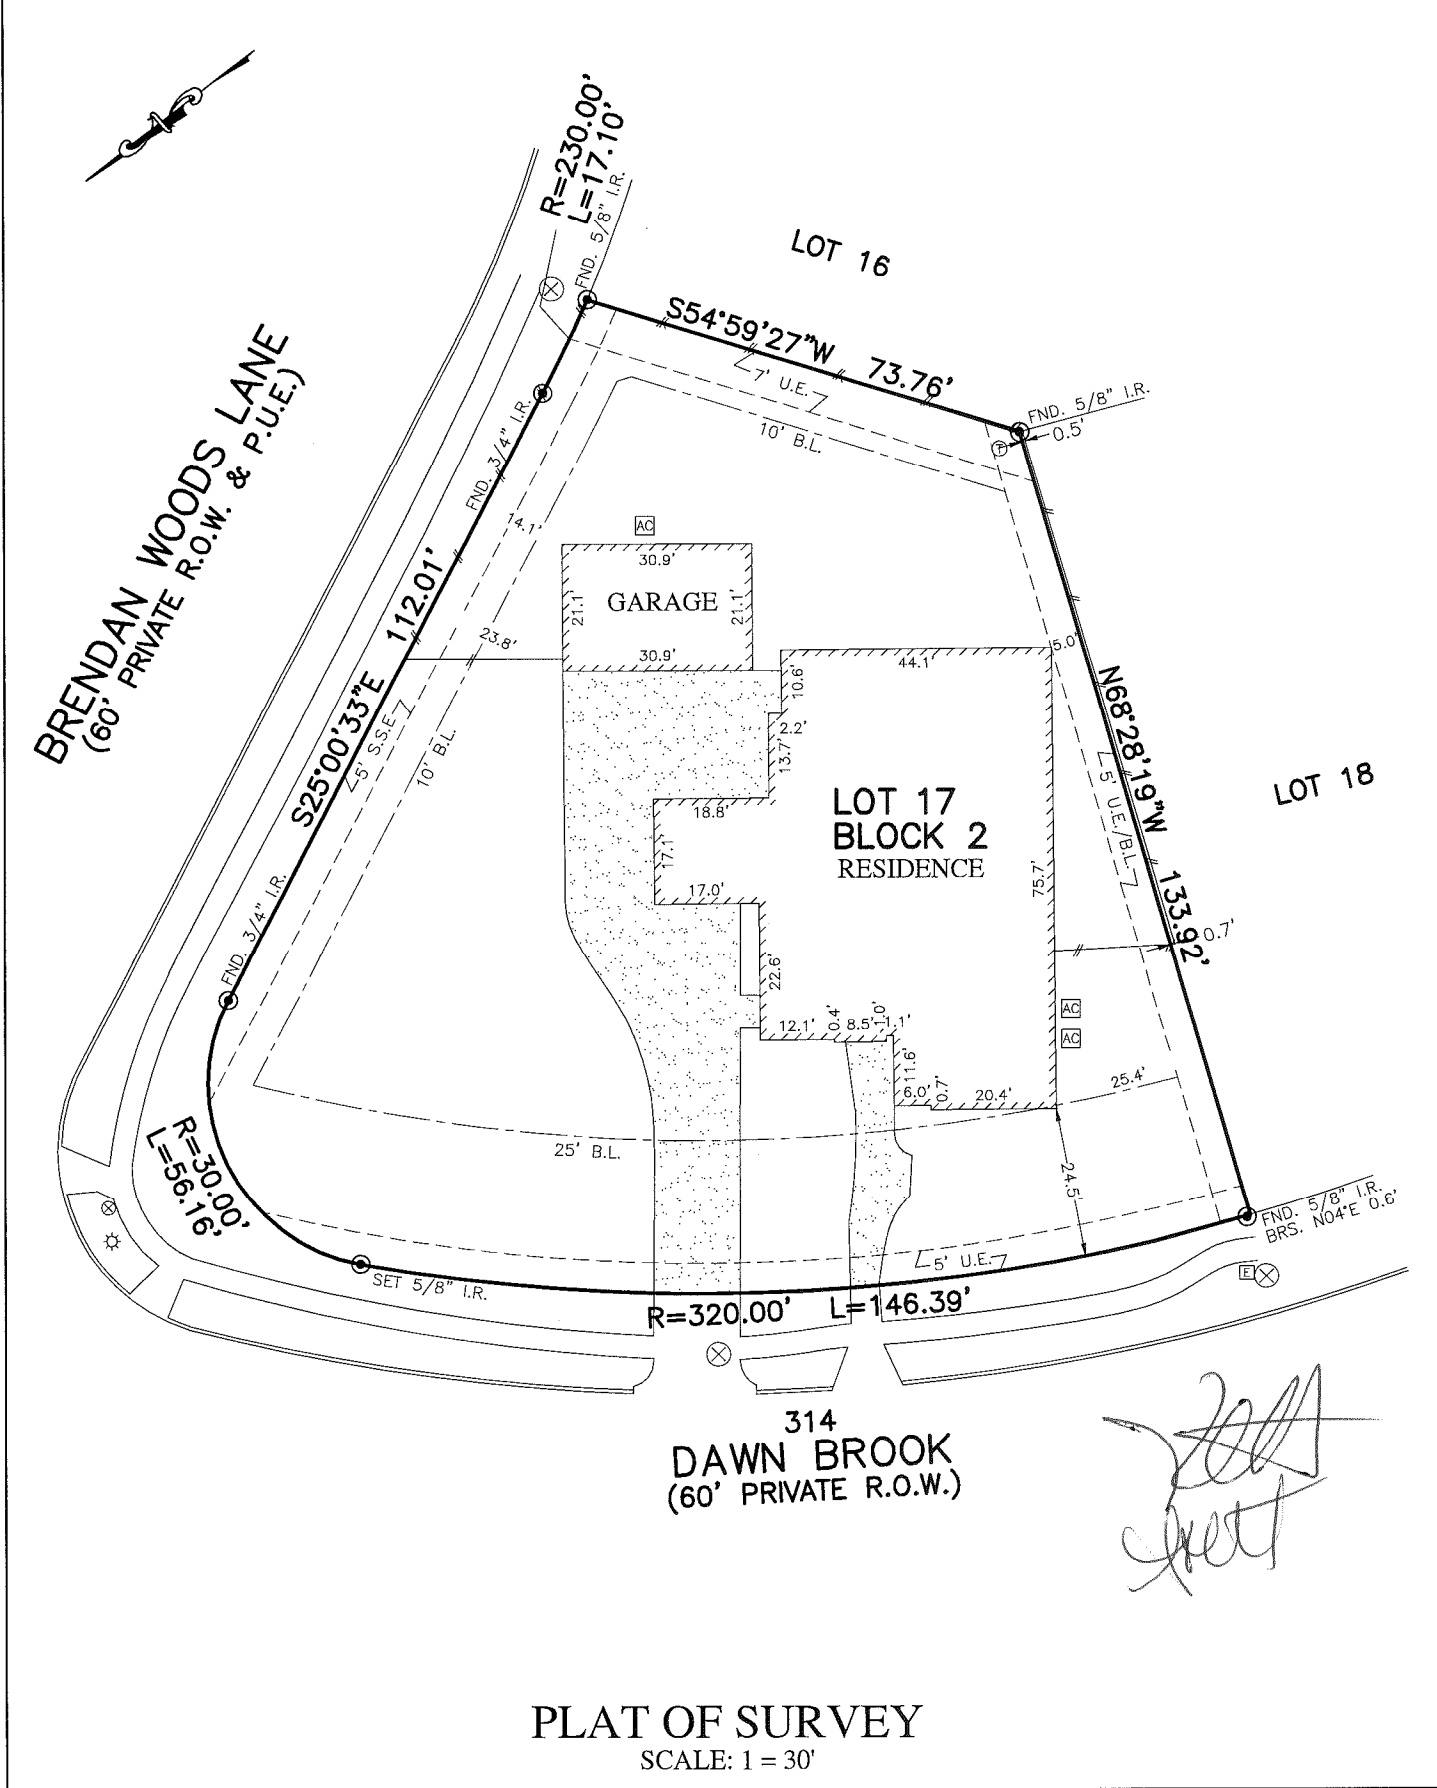 R=230.00'
L=17.10'
FND. 5/8" I.R.
LOT 16
S54°59'27"W 73.76'
7' U.E.
10' B.L.
FND. 5/8" I.R.
0.5'
T
BRENDAN WOODS LANE
(60' PRIVATE R.O.W. & P.U.E.)
FND. 3/4" I.R.
14.1'
AC
30.9'
21.1'
GARAGE
21.1'
30.9'
23.8'
112.01'
S25°00'33"E
5' S.S.E
10' B.L.
44.1'
5.0'
10.6'
2.2'
13.7'
18.8'
17.1'
17.0'
LOT 17
BLOCK 2
RESIDENCE
75.7'
N68°28'19"W 133.92'
5' U.E./B.L.
LOT 18
0.7'
FND. 3/4" I.R.
22.6'
12.1'
0.4'
8.5'
1.0'
1.1'
11.6'
6.0'
0.7'
20.4'
AC
AC
25.4'
25' B.L.
24.5'
R=30.00'
L=56.16'
SET 5/8" I.R.
5' U.E.
FND. 5/8" I.R.
BRS. N04°E 0.6'
E
R=320.00' L=146.39'
314
DAWN BROOK
(60' PRIVATE R.O.W.)
PLAT OF SURVEY
SCALE: 1 = 30'